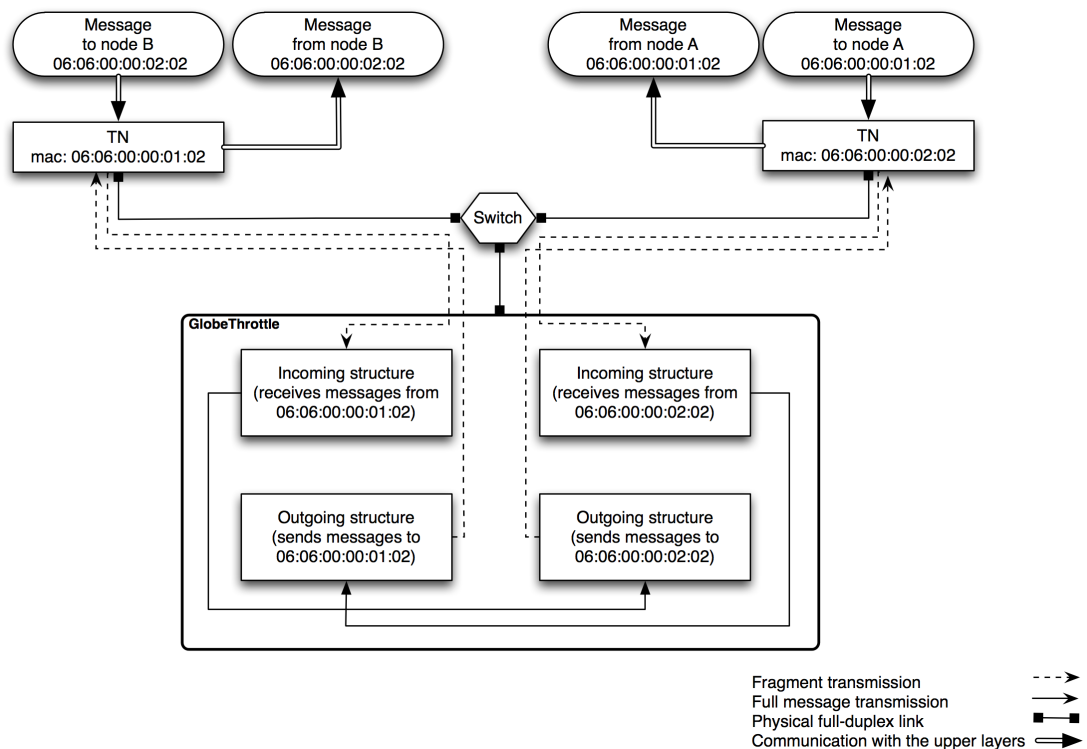 Message
to node B
06:06:00:00:02:02
Message
from node B
06:06:00:00:02:02
Message
from node A
06:06:00:00:01:02
Message
to node A
06:06:00:00:01:02
TN
mac: 06:06:00:00:01:02
TN
mac: 06:06:00:00:02:02
Switch
GlobeThrottle
Incoming structure
(receives messages from
06:06:00:00:01:02)
Incoming structure
(receives messages from
06:06:00:00:02:02)
Outgoing structure
(sends messages to
06:06:00:00:01:02)
Outgoing structure
(sends messages to
06:06:00:00:02:02)
Fragment transmission
Full message transmission
Physical full-duplex link
Communication with the upper layers